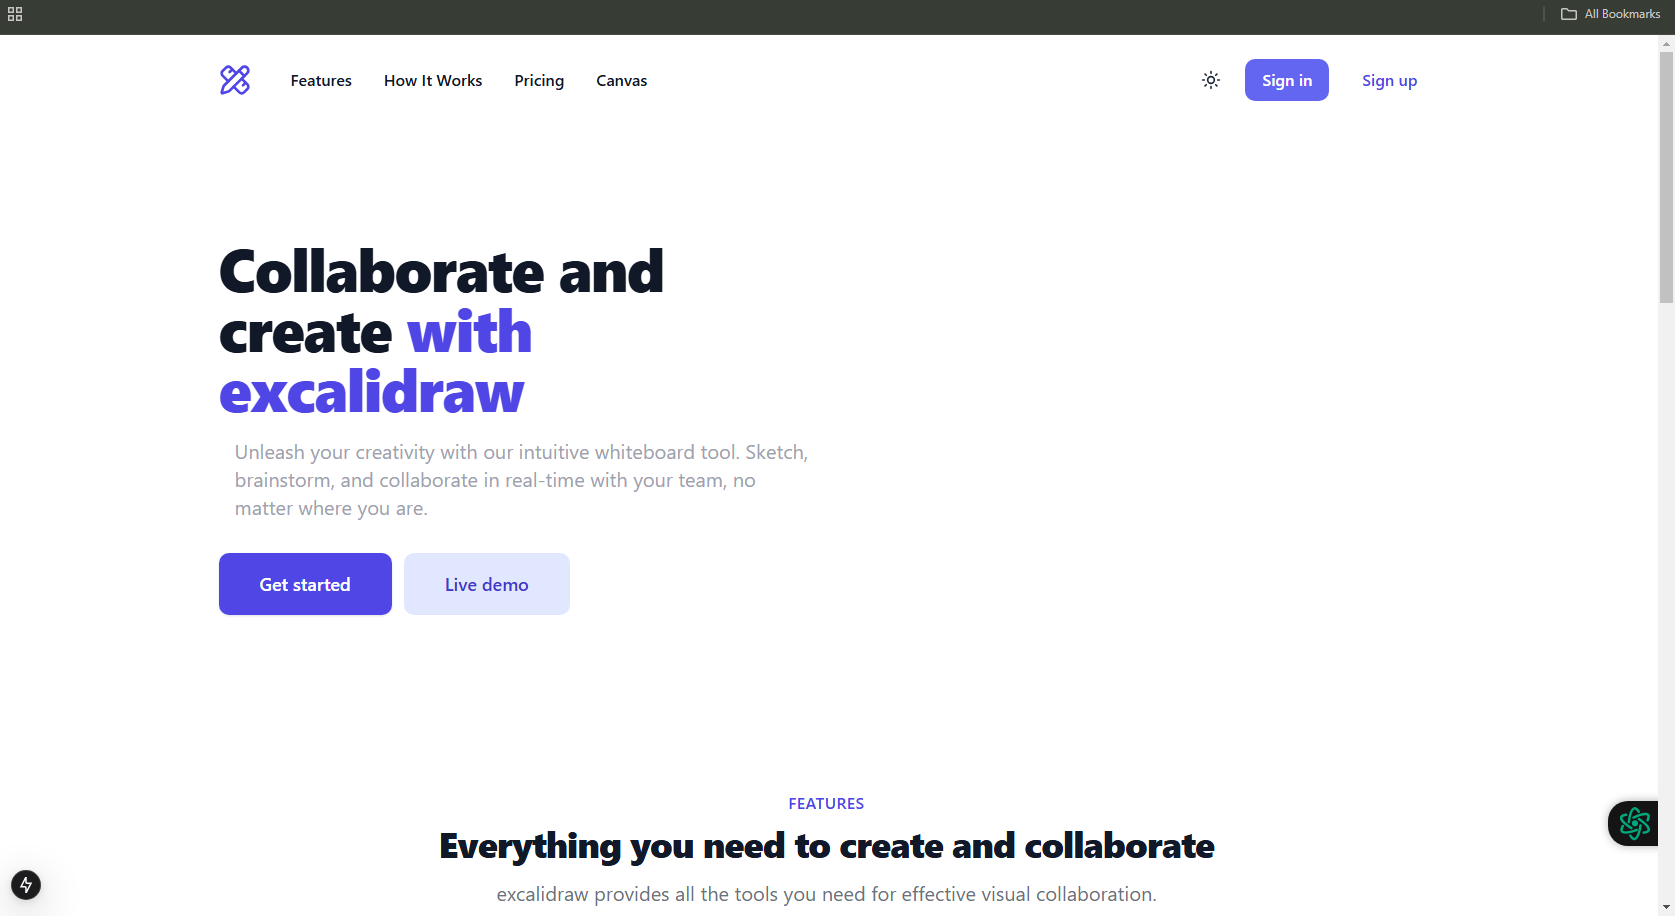 All Bookmarks
Features
How It Works
Pricing
Canvas
Sign in
Sign up
Collaborate and
create with
excalidraw
Unleash your creativity with our intuitive whiteboard tool. Sketch,
brainstorm, and collaborate in real-time with your team, no
matter where you are.
Get started
Live demo
FEATURES
Everything you need to create and collaborate
excalidraw provides all the tools you need for effective visual collaboration.